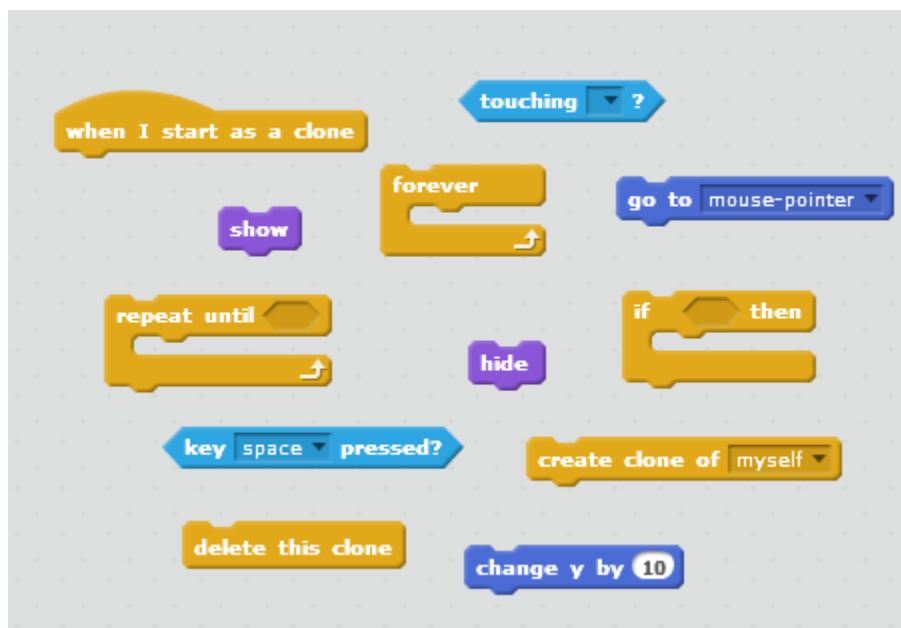 touching ?
when I start as a clone
forever
go to mouse-pointer
show
repeat until
if then
hide
key space pressed?
create clone of myself
delete this clone
change y by 10